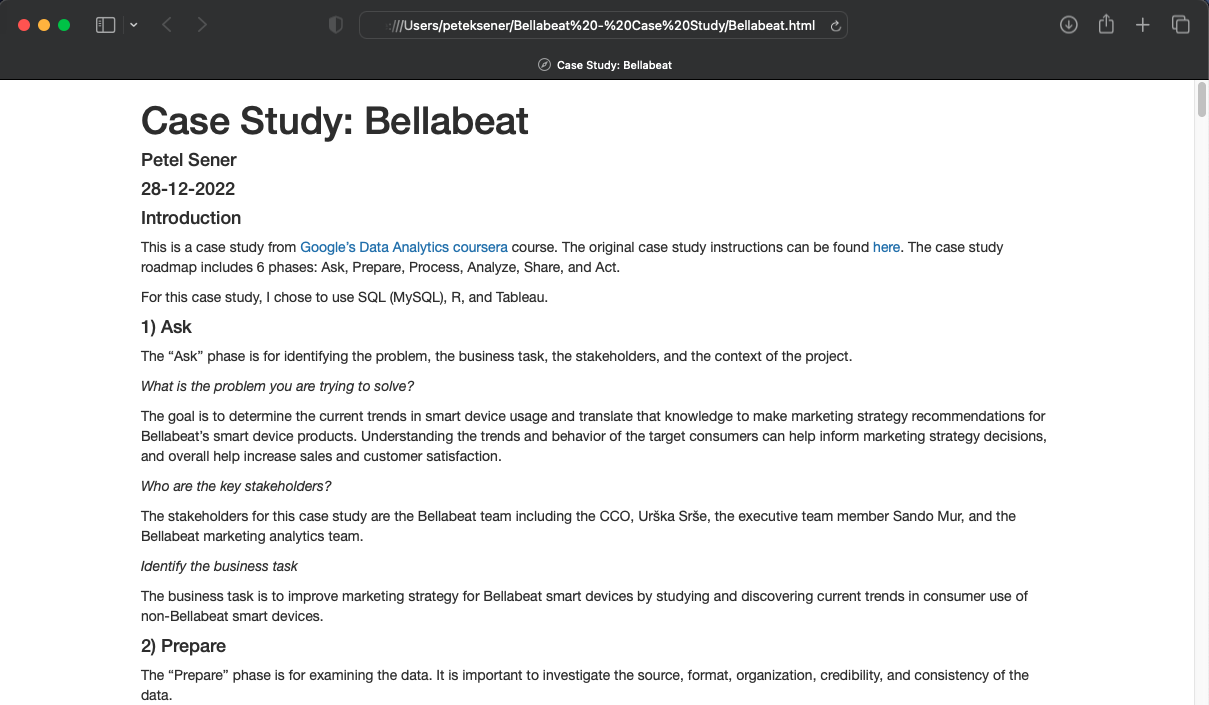 :///Users/peteksener/Bellabeat%20-%20Case%20Study/Bellabeat.html
Case Study: Bellabeat
Case Study: Bellabeat
Petel Sener
28-12-2022
Introduction
This is a case study from Google's Data Analytics coursera course. The original case study instructions can be found here. The case study
roadmap includes 6 phases: Ask, Prepare, Process, Analyze, Share, and Act.
For this case study, I chose to use SQL (MySQL), R, and Tableau.
1) Ask
The “Ask” phase is for identifying the problem, the business task, the stakeholders, and the context of the project.
What is the problem you are trying to solve?
The goal is to determine the current trends in smart device usage and translate that knowledge to make marketing strategy recommendations for
Bellabeat's smart device products. Understanding the trends and behavior of the target consumers can help inform marketing strategy decisions,
and overall help increase sales and customer satisfaction.
Who are the key stakeholders?
The stakeholders for this case study are the Bellabeat team including the CCO, Urška Srše, the executive team member Sando Mur, and the
Bellabeat marketing analytics team.
Identify the business task
The business task is to improve marketing strategy for Bellabeat smart devices by studying and discovering current trends in consumer use of
non-Bellabeat smart devices.
2) Prepare
The “Prepare” phase is for examining the data. It is important to investigate the source, format, organization, credibility, and consistency of the
data.